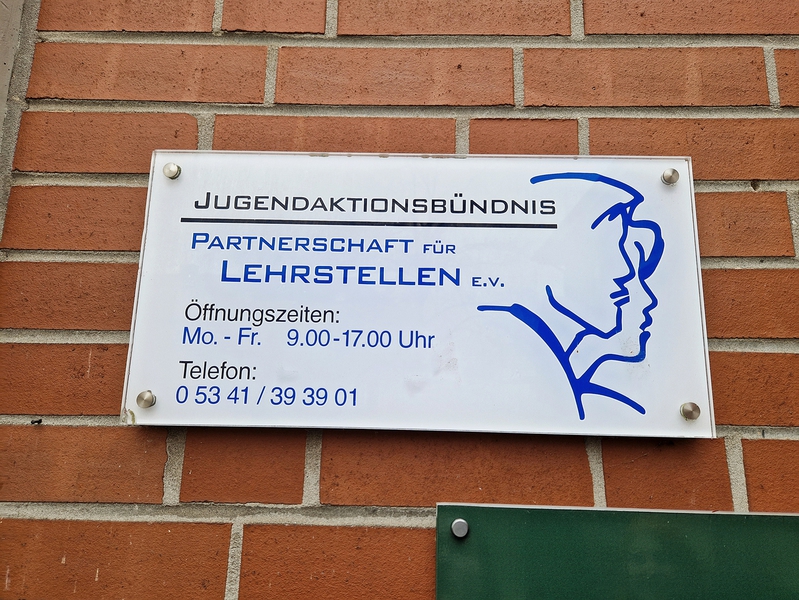 JUGENDAKTIONSBÜNDNIS
PARTNERSCHAFT FÜR
LEHRSTELLEN E.V.
Öffnungszeiten:
Mo. - Fr. 9.00-17.00 Uhr
Telefon:
0 53 41 / 39 39 01